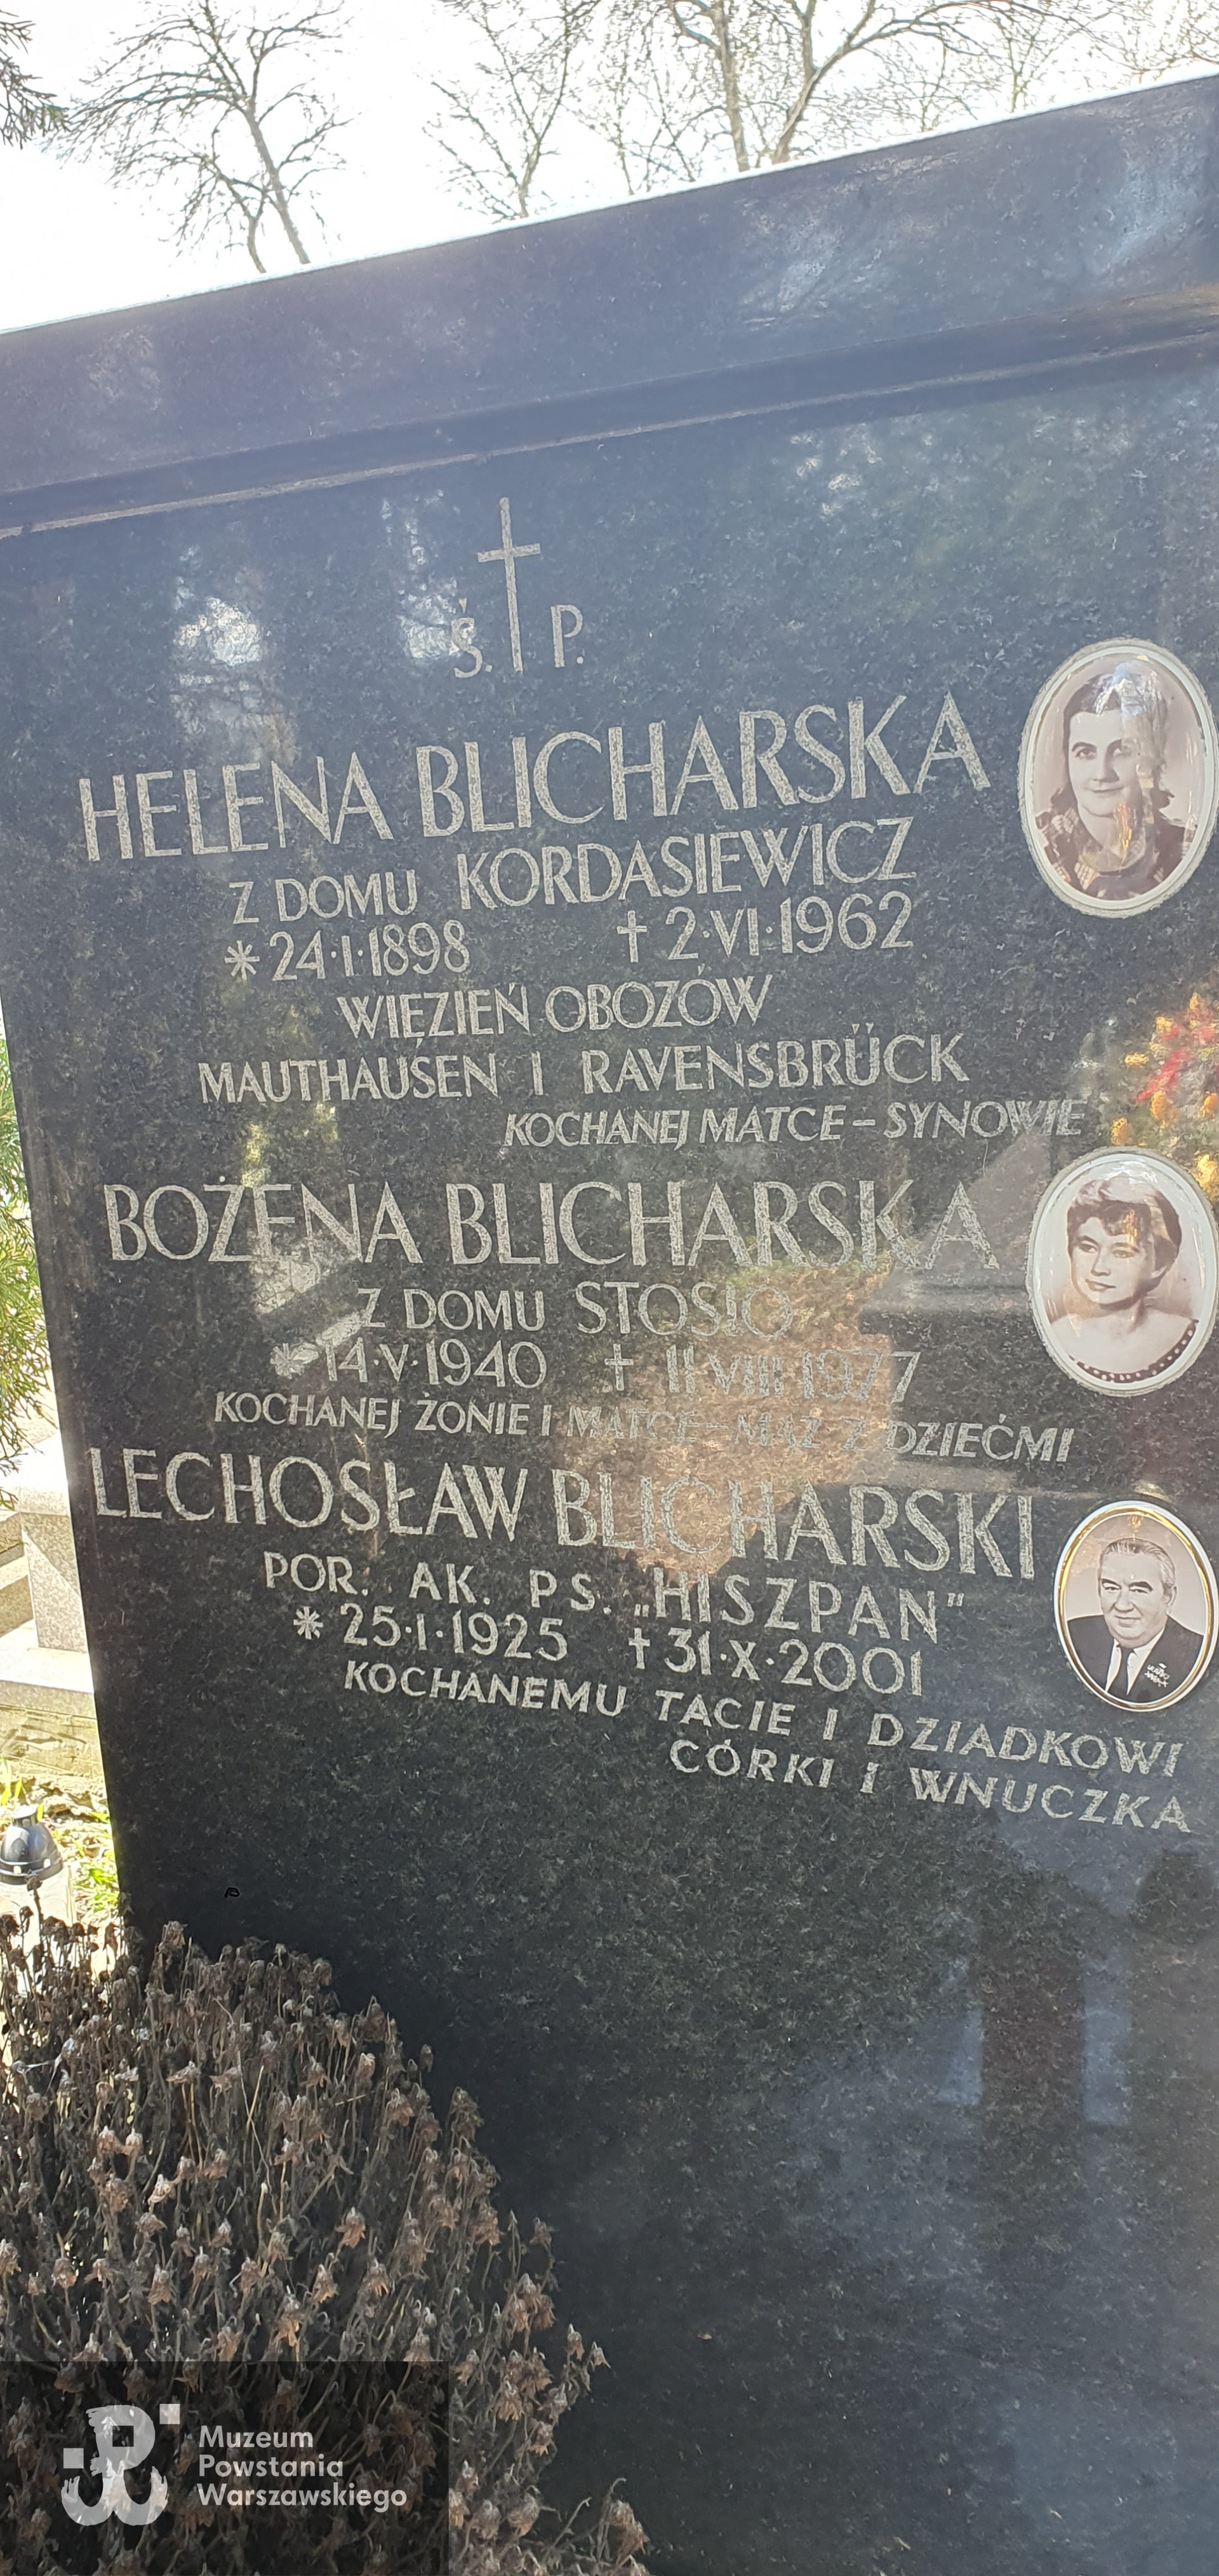 Ś. P.
HELENA BLICHARSKA
Z DOMU KORDASIEWICZ
* 24·I·1898 † 2·VI·1962
WIĘZIEŃ OBOZÓW
MAUTHAUSEN I RAVENSBRÜCK
KOCHANEJ MATCE – SYNOWIE
BOŻENA BLICHARSKA
Z DOMU STOSIO
* 14·V·1940 † 11·VIII·1977
KOCHANEJ ŻONIE I MATCE – MĄŻ Z DZIEĆMI
LECHOSŁAW BLICHARSKI
POR. AK. PS. „HISZPAN”
* 25·I·1925 † 31·X·2001
KOCHANEMU TACIE I DZIADKOWI
CÓRKI I WNUCZKA
Muzeum
Powstania
Warszawskiego